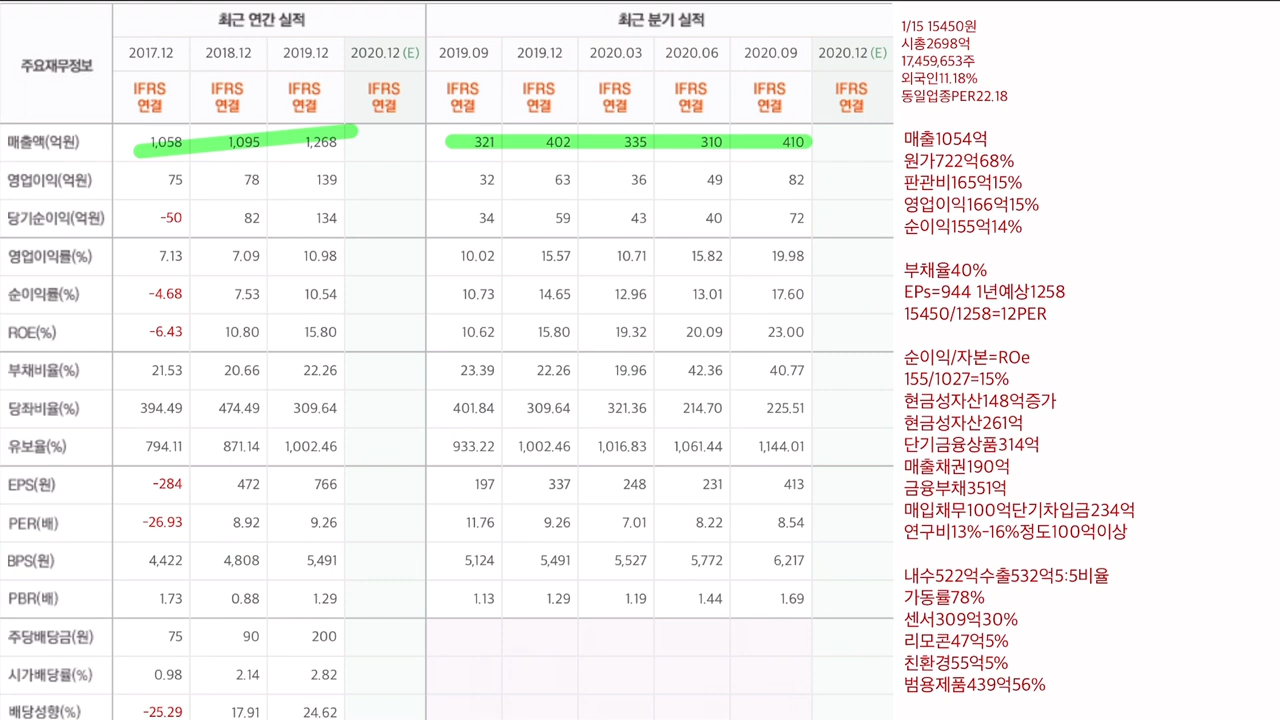 주요재무정보 최근 연간 실적 최근 분기 실적
2017.12 2018.12 2019.12 2020.12 (E) 2019.09 2019.12 2020.03 2020.06 2020.09 2020.12 (E)
IFRS 연결 IFRS 연결 IFRS 연결 IFRS 연결 IFRS 연결 IFRS 연결 IFRS 연결 IFRS 연결 IFRS 연결 IFRS 연결
매출액(억원) 1,058 1,095 1,268 321 402 335 310 410
영업이익(억원) 75 78 139 32 63 36 49 82
당기순이익(억원) -50 82 134 34 59 43 40 72
영업이익률(%) 7.13 7.09 10.98 10.02 15.57 10.71 15.82 19.98
순이익률(%) -4.68 7.53 10.54 10.73 14.65 12.96 13.01 17.60
ROE(%) -6.43 10.80 15.80 10.62 15.80 19.32 20.09 23.00
부채비율(%) 21.53 20.66 22.26 23.39 22.26 19.96 42.36 40.77
당좌비율(%) 394.49 474.49 309.64 401.84 309.64 321.36 214.70 225.51
유보율(%) 794.11 871.14 1,002.46 933.22 1,002.46 1,016.83 1,061.44 1,144.01
EPS(원) -284 472 766 197 337 248 231 413
PER(배) -26.93 8.92 9.26 11.76 9.26 7.01 8.22 8.54
BPS(원) 4,422 4,808 5,491 5,124 5,491 5,527 5,772 6,217
PBR(배) 1.73 0.88 1.29 1.13 1.29 1.19 1.44 1.69
주당배당금(원) 75 90 200
시가배당률(%) 0.98 2.14 2.82
배당성향(%) -25.29 17.91 24.62
1/15 15450원
시총2698억
17,459,653주
외국인11.18%
동일업종PER22.18
매출1054억
원가722억68%
판관비165억15%
영업이익166억15%
순이익155억14%
부채율40%
EPs=944 1년예상1258
15450/1258=12PER
순이익/자본=ROe
155/1027=15%
현금성자산148억증가
현금성자산261억
단기금융상품314억
매출채권190억
금융부채351억
매입채무100억단기차입금234억
연구비13%-16%정도100억이상
내수522억수출532억5:5비율
가동률78%
센서309억30%
리모콘47억5%
친환경55억5%
범용제품439억56%